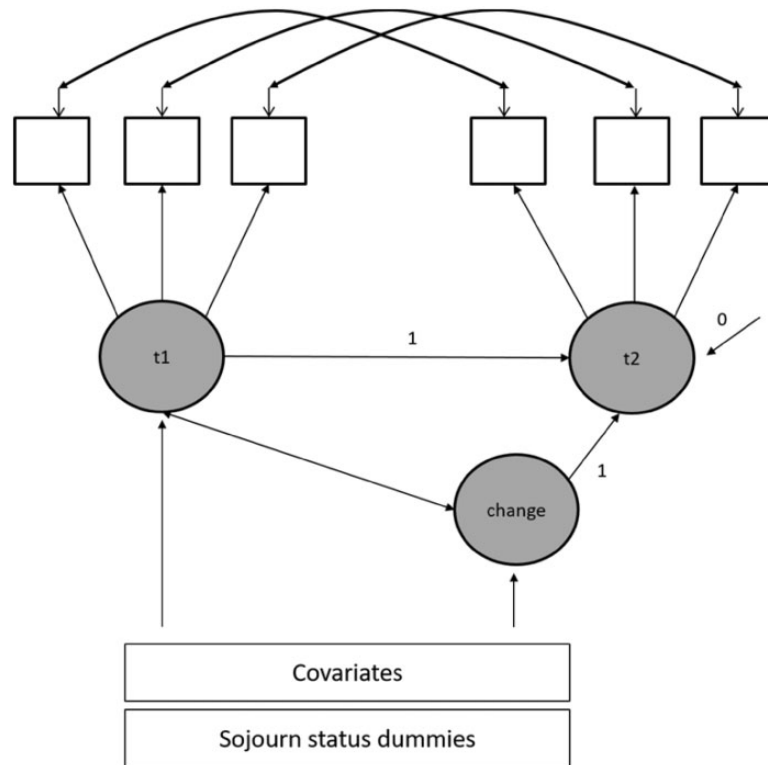 0
1
t1
t2
1
change
Covariates
Sojourn status dummies